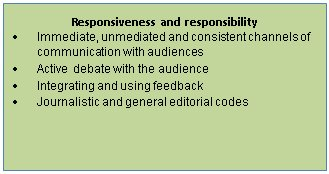 Responsiveness and responsibility
• Immediate, unmediated and consistent channels of
communication with audiences
• Active debate with the audience
• Integrating and using feedback
• Journalistic and general editorial codes